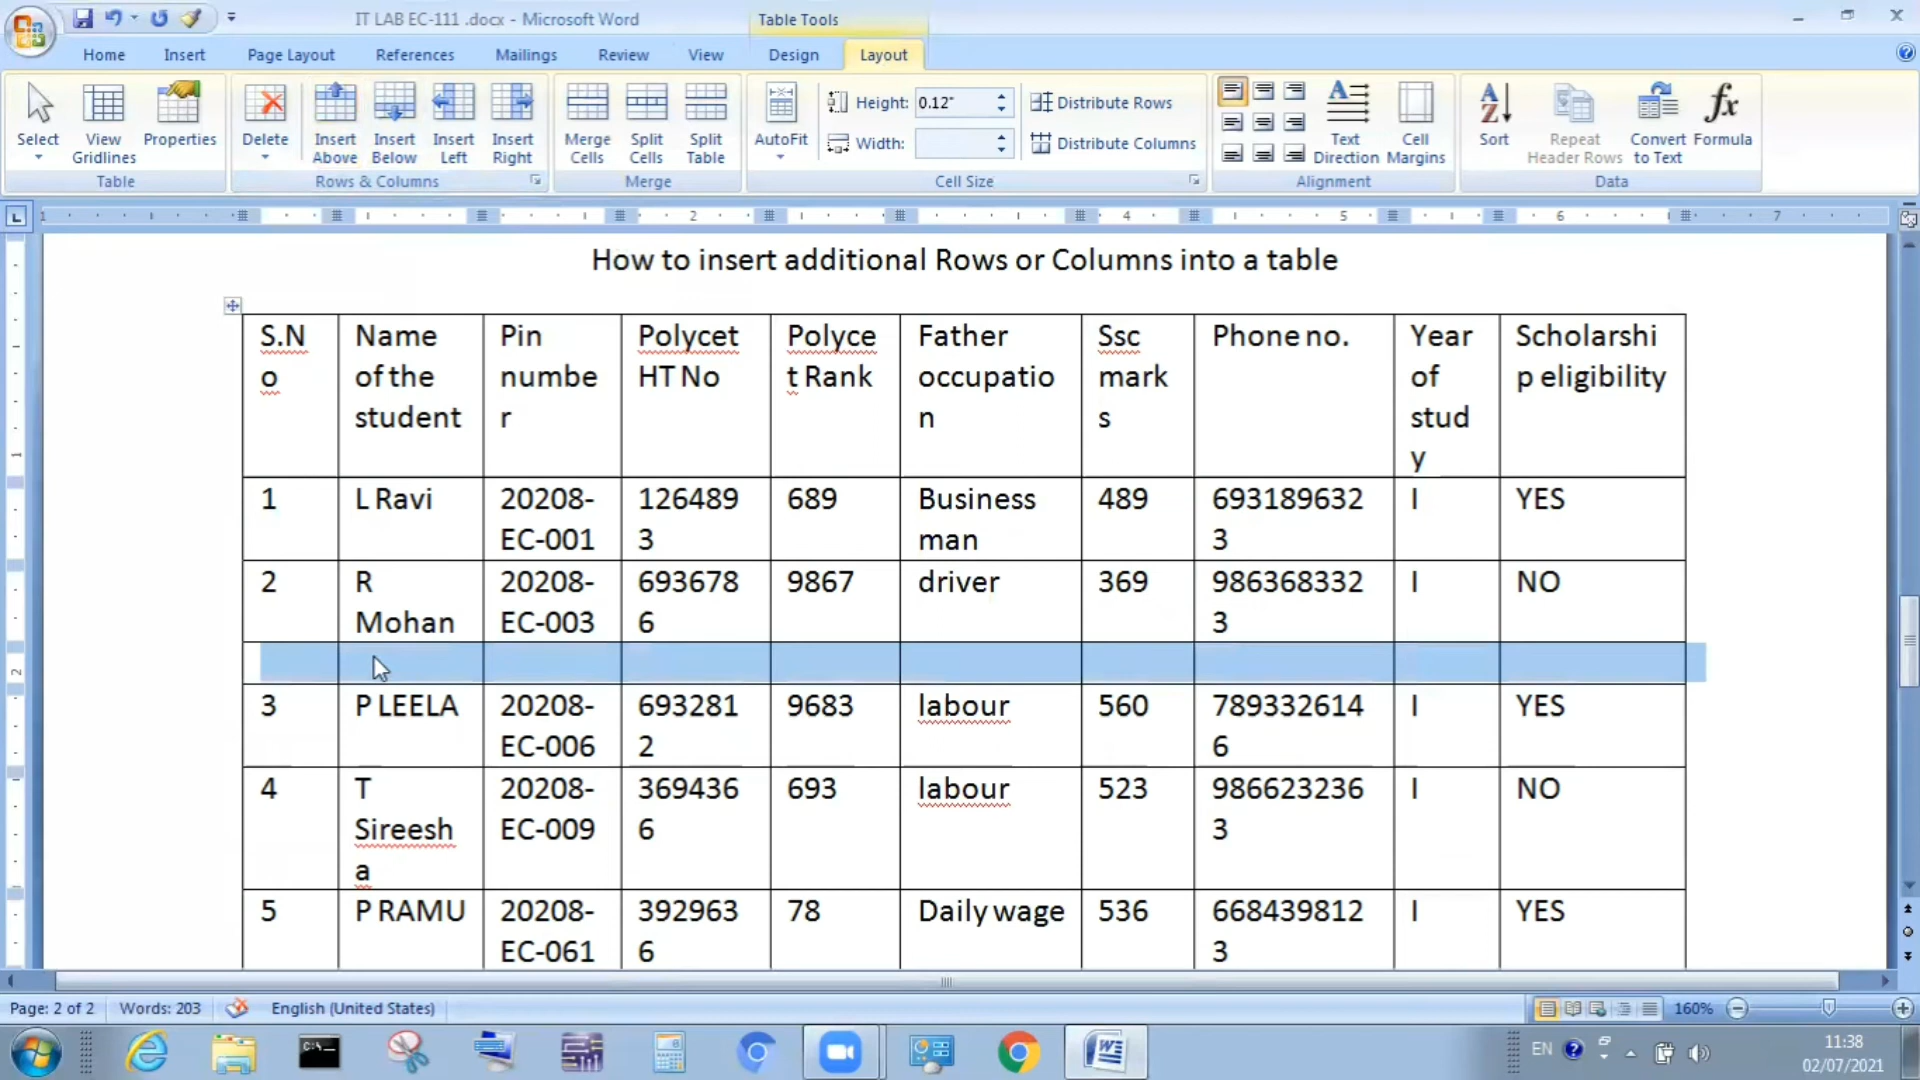 IT LAB EC-111 .docx - Microsoft Word
Table Tools
Home Insert Page Layout References Mailings Review View Design Layout
Height: 0.12" Distribute Rows
Width: Distribute Columns
Select View Gridlines Properties
Delete Insert Above Insert Below Insert Left Insert Right
Merge Cells Split Cells Split Table
AutoFit
Text Direction Cell Margins
Sort Repeat Header Rows Convert to Text Formula
Table Rows & Columns Merge Cell Size Alignment Data
1 2 4 5 6 7
How to insert additional Rows or Columns into a table
S.N Name Pin Polycet Polyce Father Ssc Phone no. Year Scholarshi
o of the numbe HT No t Rank occupatio mark of p eligibility
student r n s stud
y
1 L Ravi 20208- 126489 689 Business 489 693189632 I YES
EC-001 3 man 3
2 R 20208- 693678 9867 driver 369 986368332 I NO
Mohan EC-003 6 3
3 P LEELA 20208- 693281 9683 labour 560 789332614 I YES
EC-006 2 6
4 T 20208- 369436 693 labour 523 986623236 I NO
Sireesh EC-009 6 3
a
5 P RAMU 20208- 392963 78 Daily wage 536 668439812 I YES
EC-061 6 3
Page: 2 of 2 Words: 203 English (United States) 160%
EN 11:38
02/07/2021